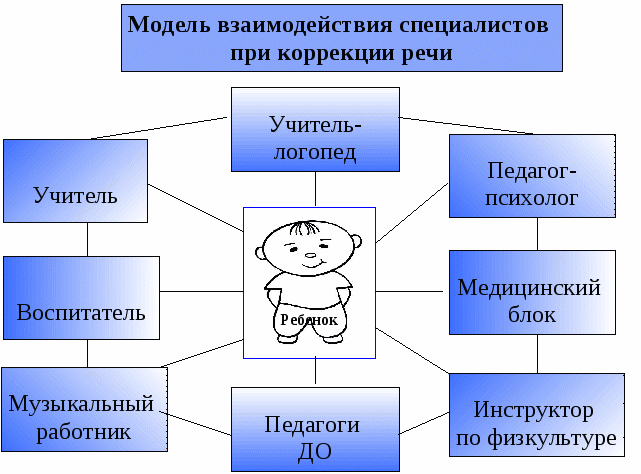 Модель взаимодействия специалистов
при коррекции речи
Учитель-
логопед
Учитель
Педагог-
психолог
Воспитатель
Ребенок
Медицинский
блок
Музыкальный
работник
Педагоги
ДО
Инструктор
по физкультуре